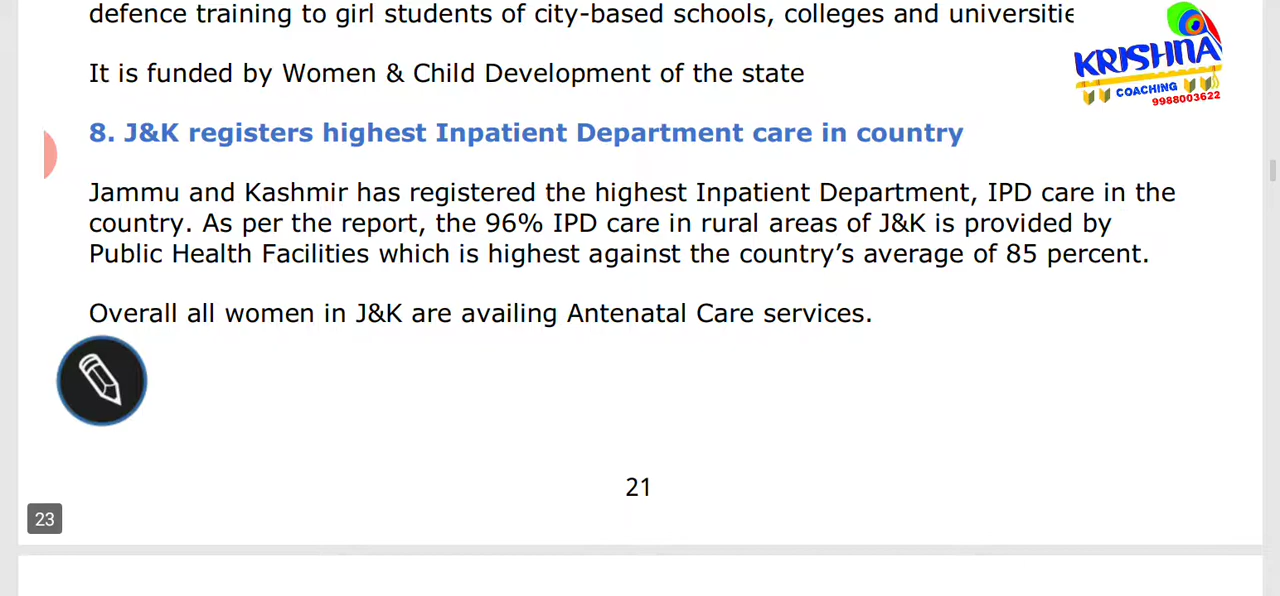 defence training to girl students of city-based schools, colleges and universitie
KRISHNA
COACHING
9988003622
It is funded by Women & Child Development of the state
8. J&K registers highest Inpatient Department care in country
Jammu and Kashmir has registered the highest Inpatient Department, IPD care in the
country. As per the report, the 96% IPD care in rural areas of J&K is provided by
Public Health Facilities which is highest against the country’s average of 85 percent.
Overall all women in J&K are availing Antenatal Care services.
21
23